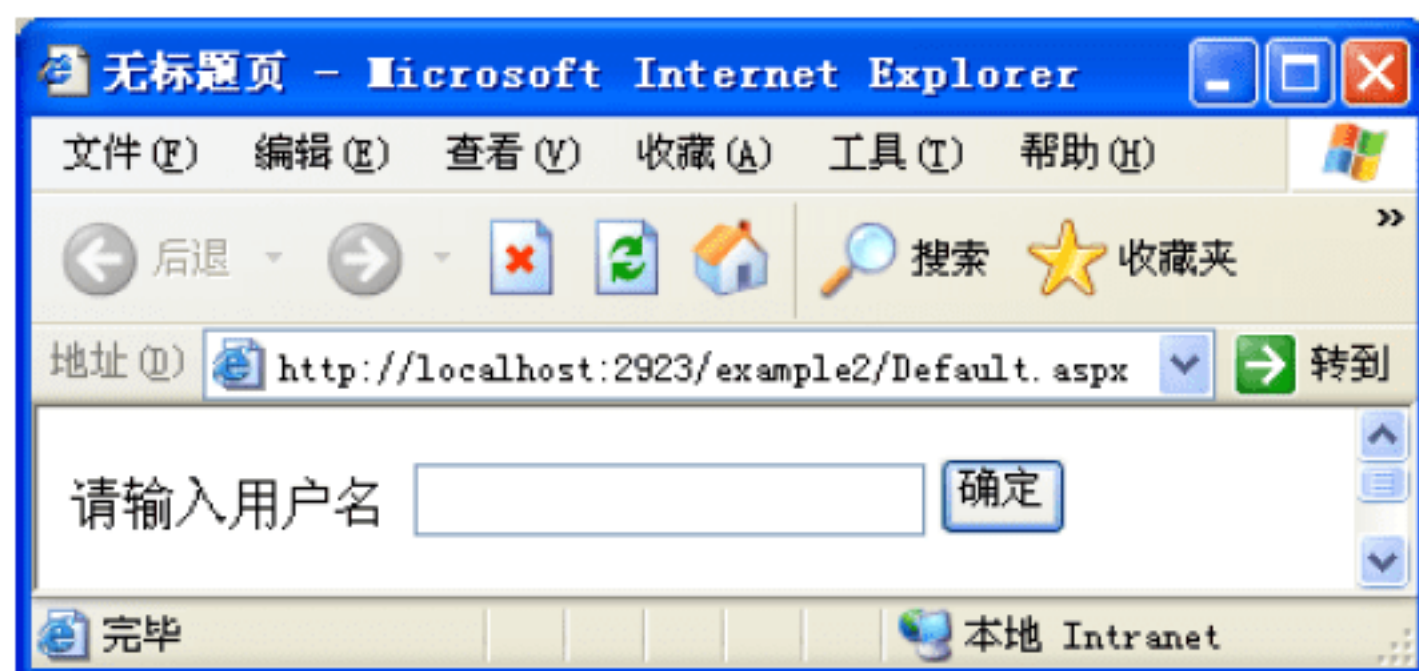 无标题页 - Microsoft Internet Explorer
文件(F) 编辑(E) 查看(V) 收藏(A) 工具(T) 帮助(H)
后退 搜索 收藏夹 »
地址(D) http://localhost:2923/example2/Default.aspx 转到
请输入用户名 确定
完毕 本地 Intranet